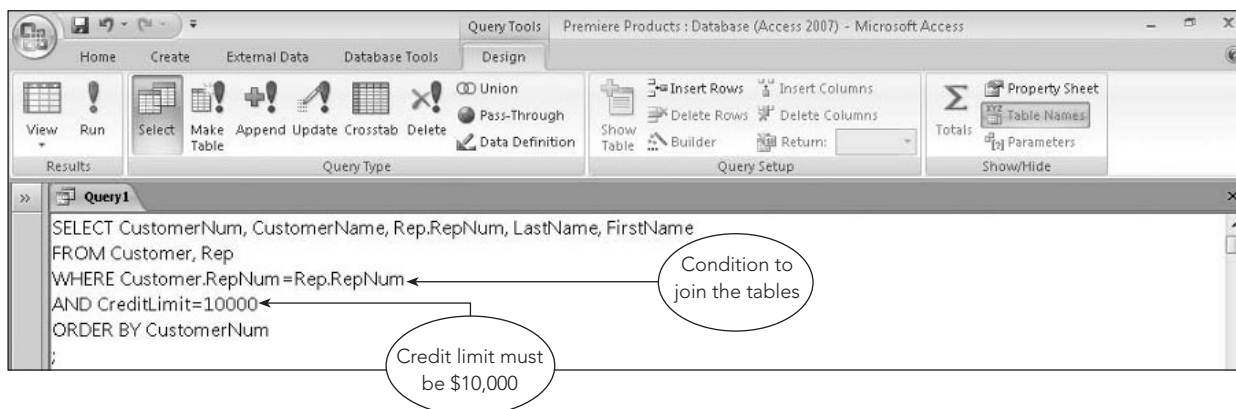 Query Tools
Premiere Products : Database (Access 2007) - Microsoft Access
Home Create External Data Database Tools Design
View
Run
Results
Select
Make Table
Append
Update
Crosstab
Delete
Union
Pass-Through
Data Definition
Query Type
Show Table
Insert Rows
Delete Rows
Builder
Insert Columns
Delete Columns
Return:
Query Setup
Totals
Property Sheet
XYZ Table Names
[?] Parameters
Show/Hide
Query1
SELECT CustomerNum, CustomerName, Rep.RepNum, LastName, FirstName
FROM Customer, Rep
WHERE Customer.RepNum=Rep.RepNum
AND CreditLimit=10000
ORDER BY CustomerNum
;
Condition to
join the tables
Credit limit must
be $10,000